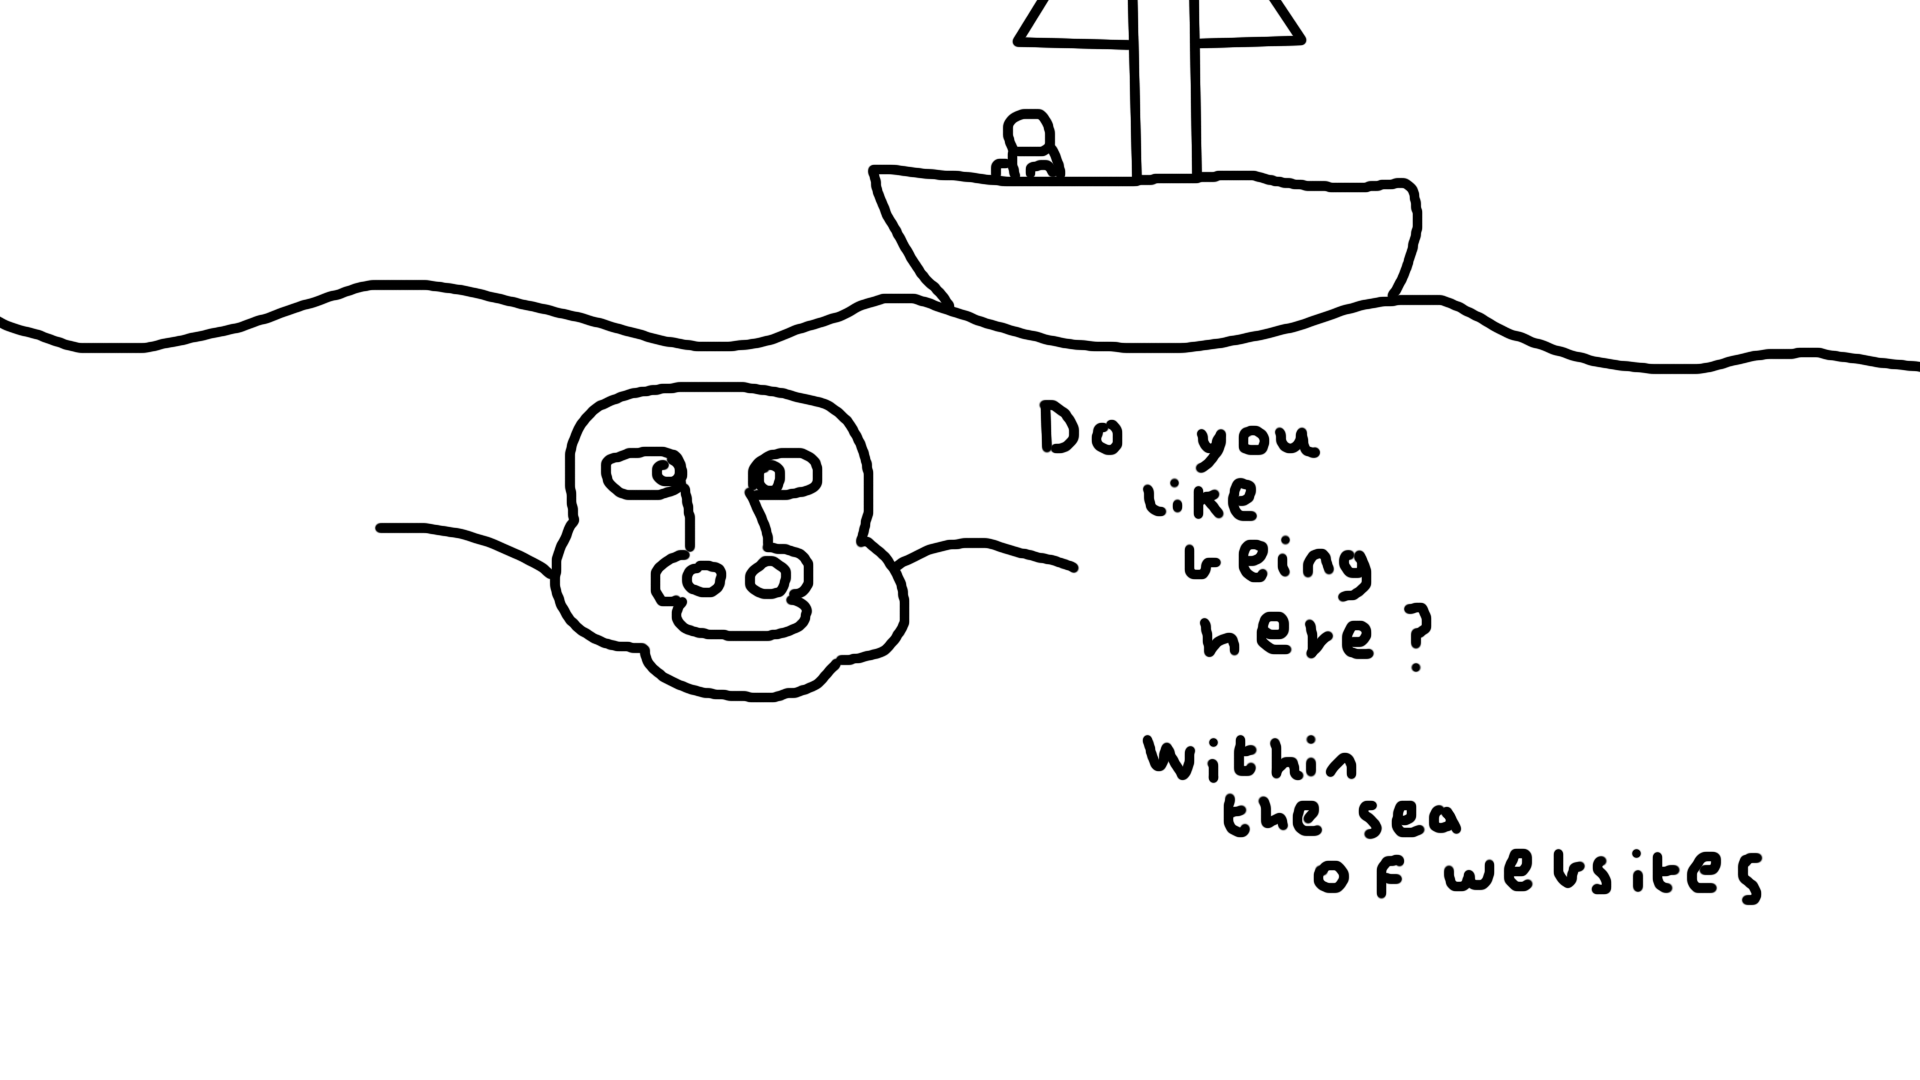 Do you
like
being
here?
Within
the sea
of websites